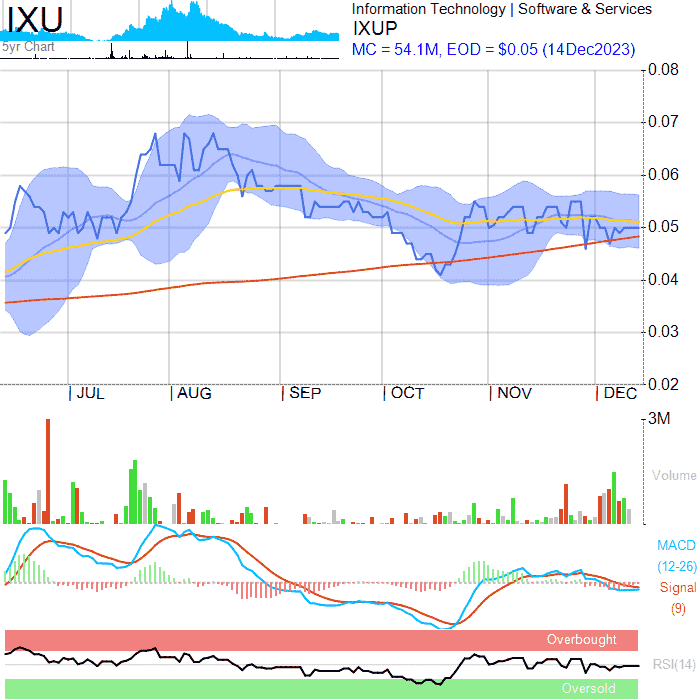 IXU
5yr Chart
Information Technology | Software & Services
IXUP
MC = 54.1M, EOD = $0.05 (14Dec2023)
0.08
0.07
0.06
0.05
0.04
0.03
0.02
JUL
AUG
SEP
OCT
NOV
DEC
3M
Volume
MACD
(12-26)
Signal
(9)
Overbought
RSI(14)
Oversold